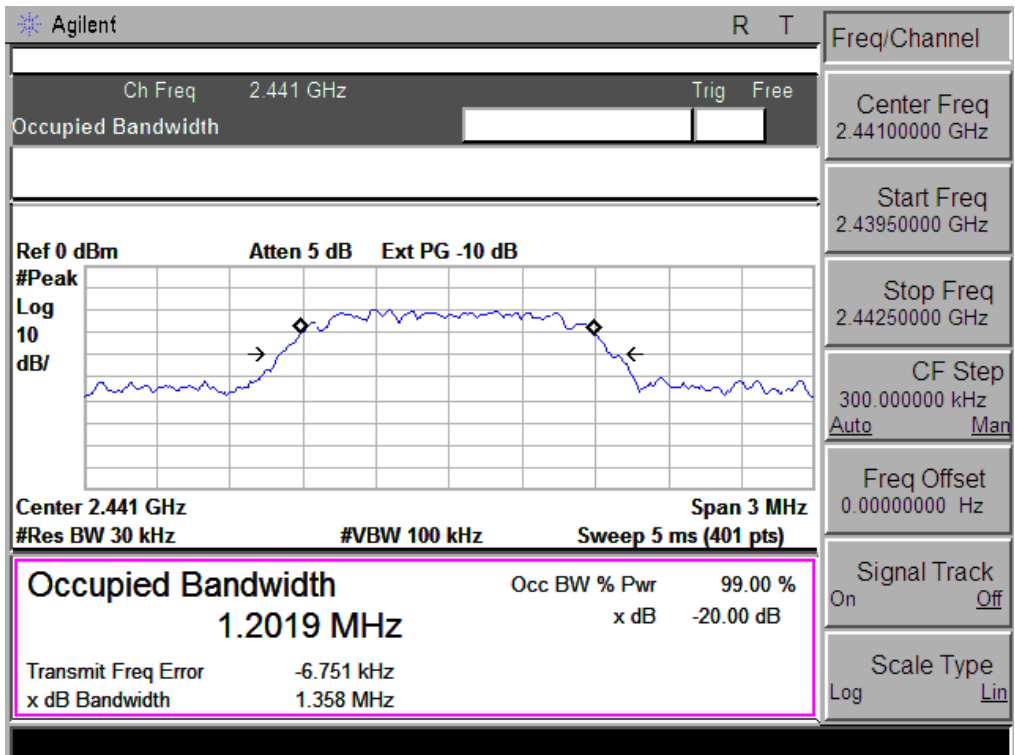 Agilent R T
Ch Freq 2.441 GHz Trig Free
Occupied Bandwidth
Ref 0 dBm Atten 5 dB Ext PG -10 dB
#Peak
Log
10
dB/
Center 2.441 GHz Span 3 MHz
#Res BW 30 kHz #VBW 100 kHz Sweep 5 ms (401 pts)
Occupied Bandwidth Occ BW % Pwr 99.00 %
1.2019 MHz x dB -20.00 dB
Transmit Freq Error -6.751 kHz
x dB Bandwidth 1.358 MHz
Freq/Channel
Center Freq
2.44100000 GHz
Start Freq
2.43950000 GHz
Stop Freq
2.44250000 GHz
CF Step
300.000000 kHz
Auto Man
Freq Offset
0.00000000 Hz
Signal Track
On Off
Scale Type
Log Lin